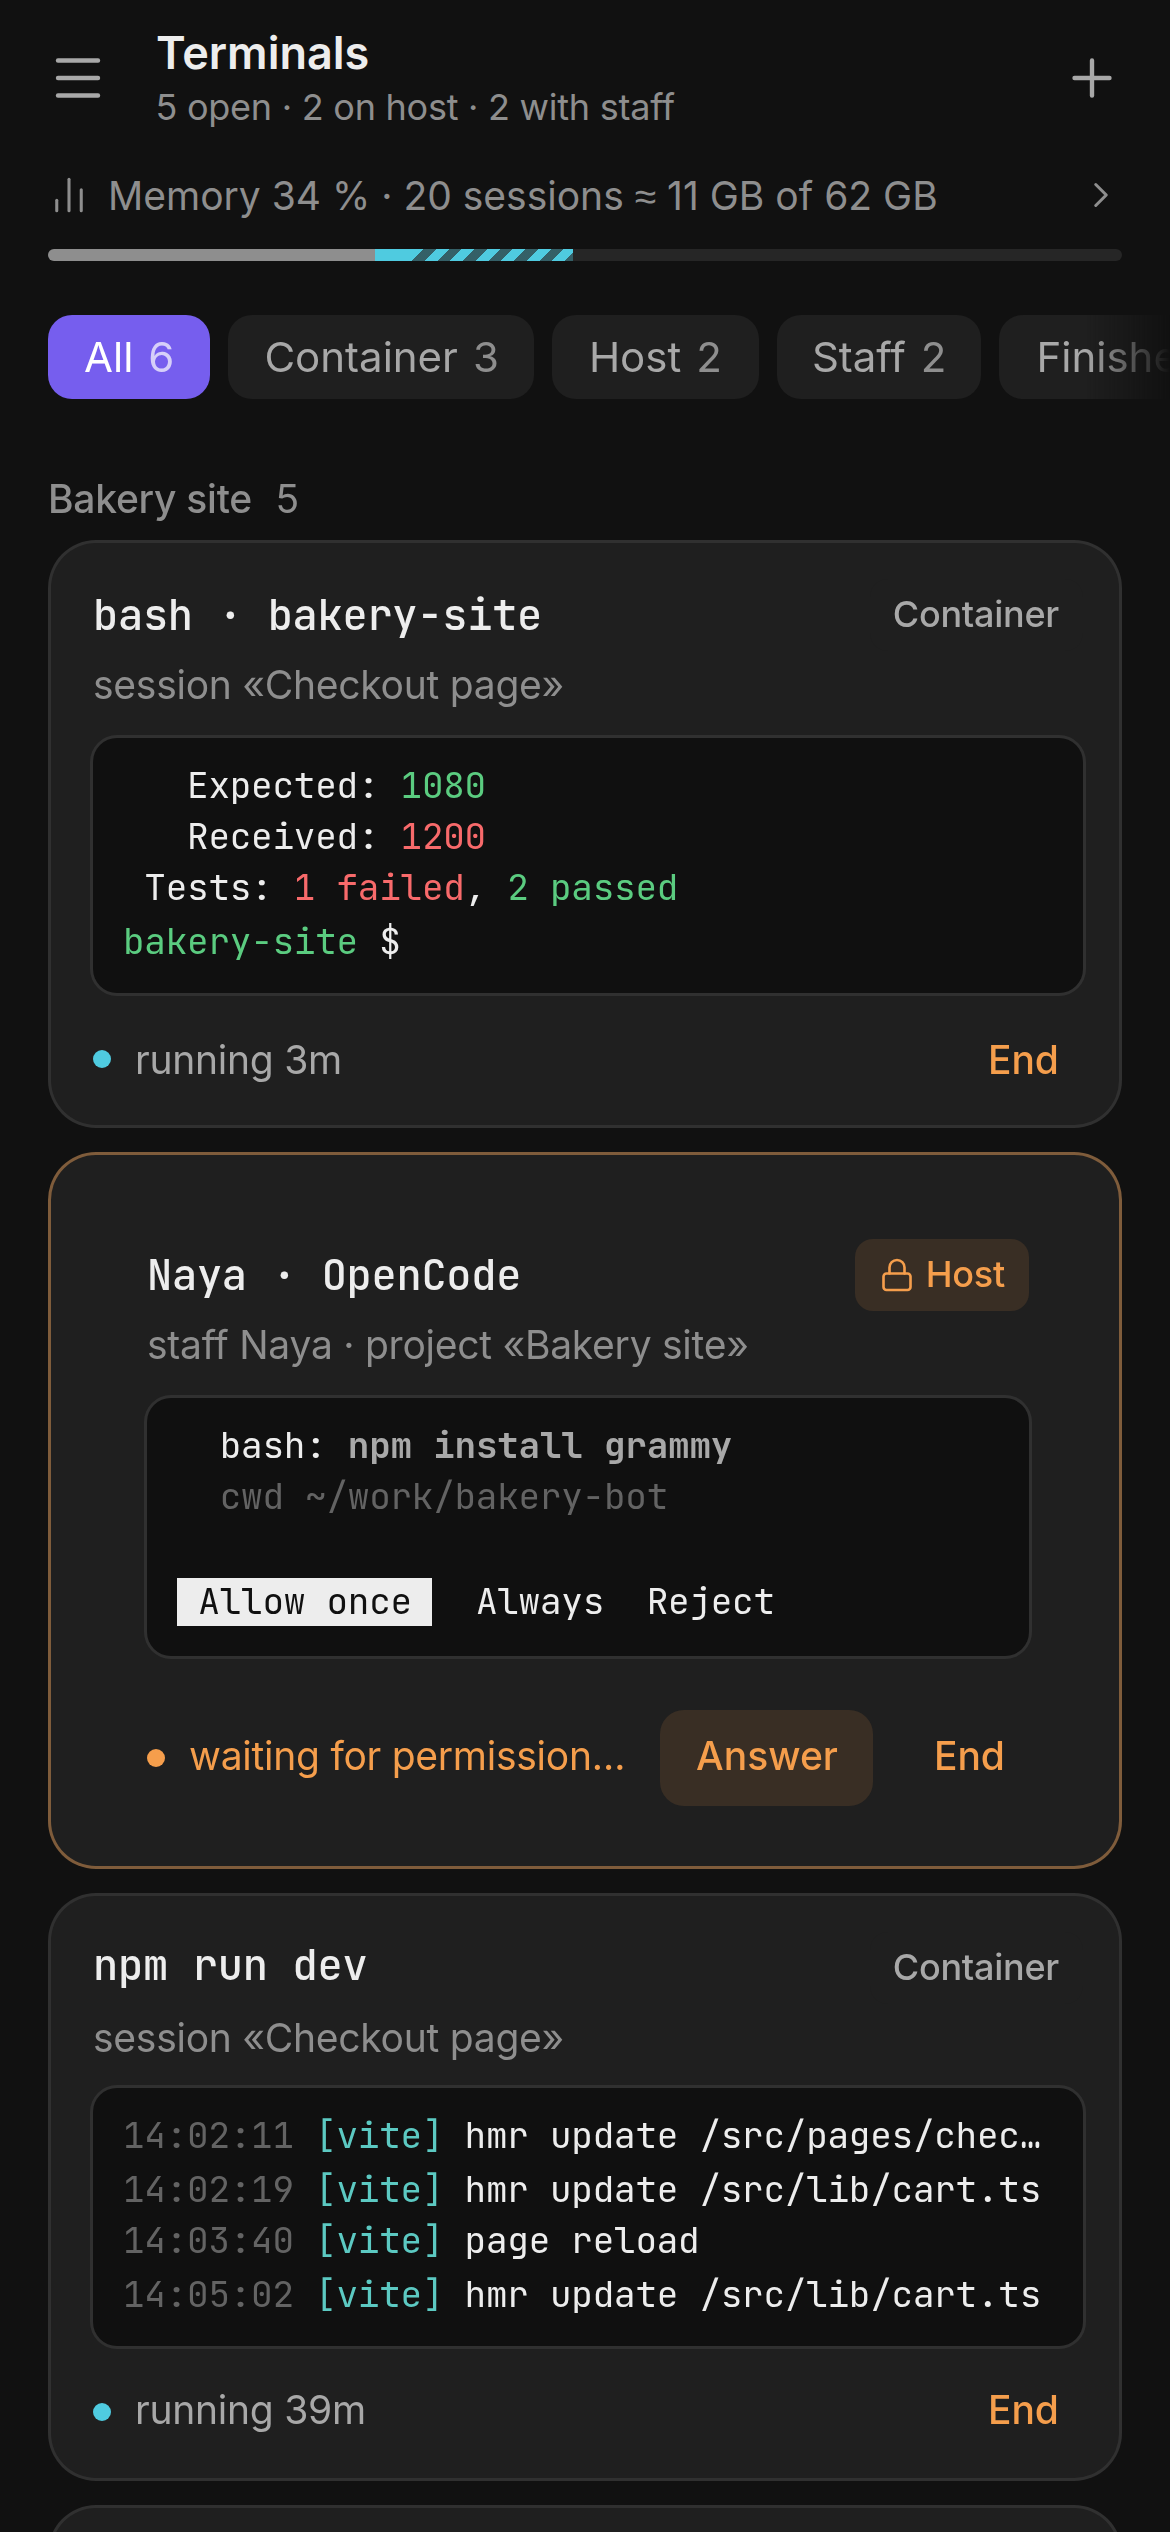 Terminals
5 open · 2 on host · 2 with staff
Memory 34 % · 20 sessions ≈ 11 GB of 62 GB
All 6 Container 3 Host 2 Staff 2 Finishe
Bakery site 5
bash · bakery-site Container
session «Checkout page»
Expected: 1080
Received: 1200
Tests: 1 failed, 2 passed
bakery-site $
running 3m End
Naya · OpenCode Host
staff Naya · project «Bakery site»
bash: npm install grammy
cwd ~/work/bakery-bot
Allow once Always Reject
waiting for permission... Answer End
npm run dev Container
session «Checkout page»
14:02:11 [vite] hmr update /src/pages/chec…
14:02:19 [vite] hmr update /src/lib/cart.ts
14:03:40 [vite] page reload
14:05:02 [vite] hmr update /src/lib/cart.ts
running 39m End